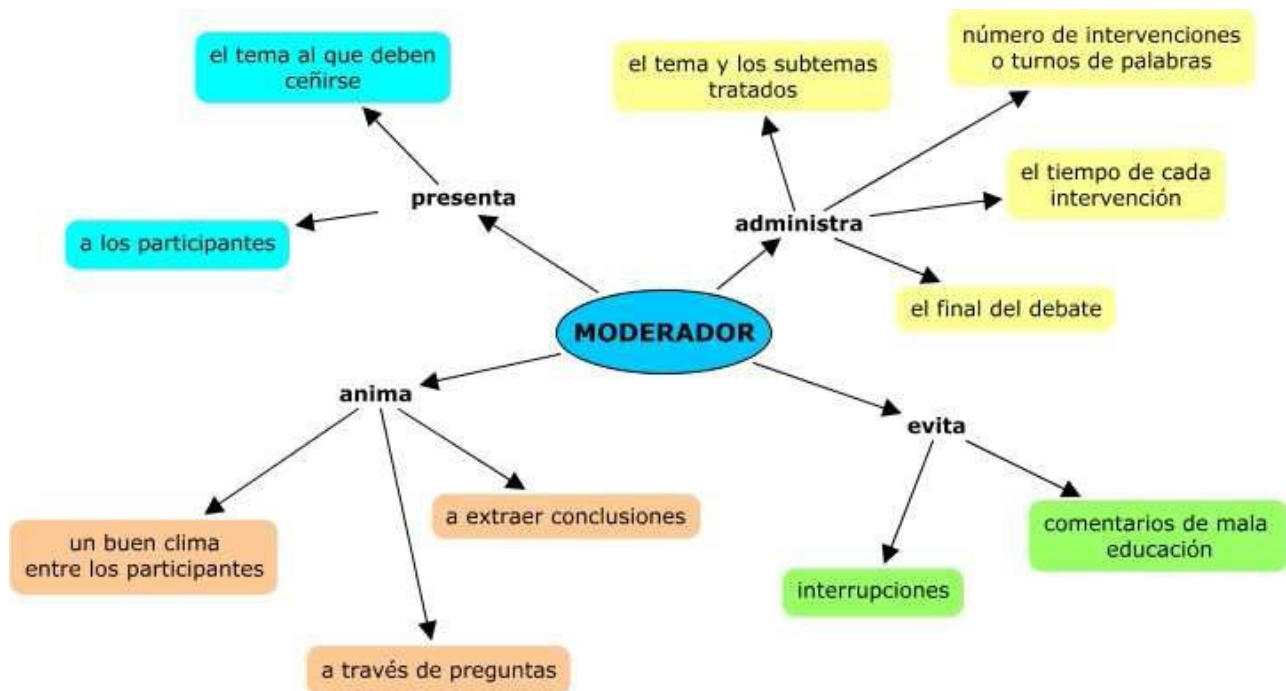 el tema al que deben
ceñirse
presenta
a los participantes
el tema y los subtemas
tratados
número de intervenciones
o turnos de palabras
el tiempo de cada
intervención
administra
el final del debate
MODERADOR
anima
un buen clima
entre los participantes
a extraer conclusiones
a través de preguntas
evita
comentarios de mala
educación
interrupciones